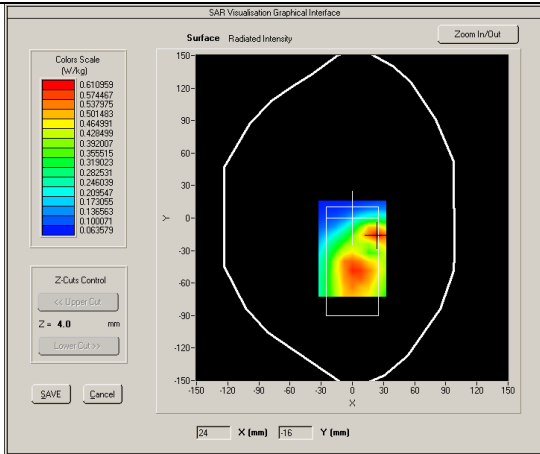 SAR Visualisation Graphical Interface
Surface Radiated Intensity
Zoom In/Out
Colors Scale
(W/kg)
0.610959
0.574467
0.537975
0.501483
0.464991
0.428499
0.392007
0.355515
0.319023
0.282531
0.246039
0.209547
0.173055
0.136563
0.100071
0.063579
Z-Cuts Control
<< Upper Cut
Z = 4.0 mm
Lower Cut >>
SAVE
Cancel
150
120
90
60
30
0
-30
-60
-90
-120
-150
Y
-150 -120 -90 -60 -30 0 30 60 90 120 150
X
24 X (mm) -16 Y (mm)